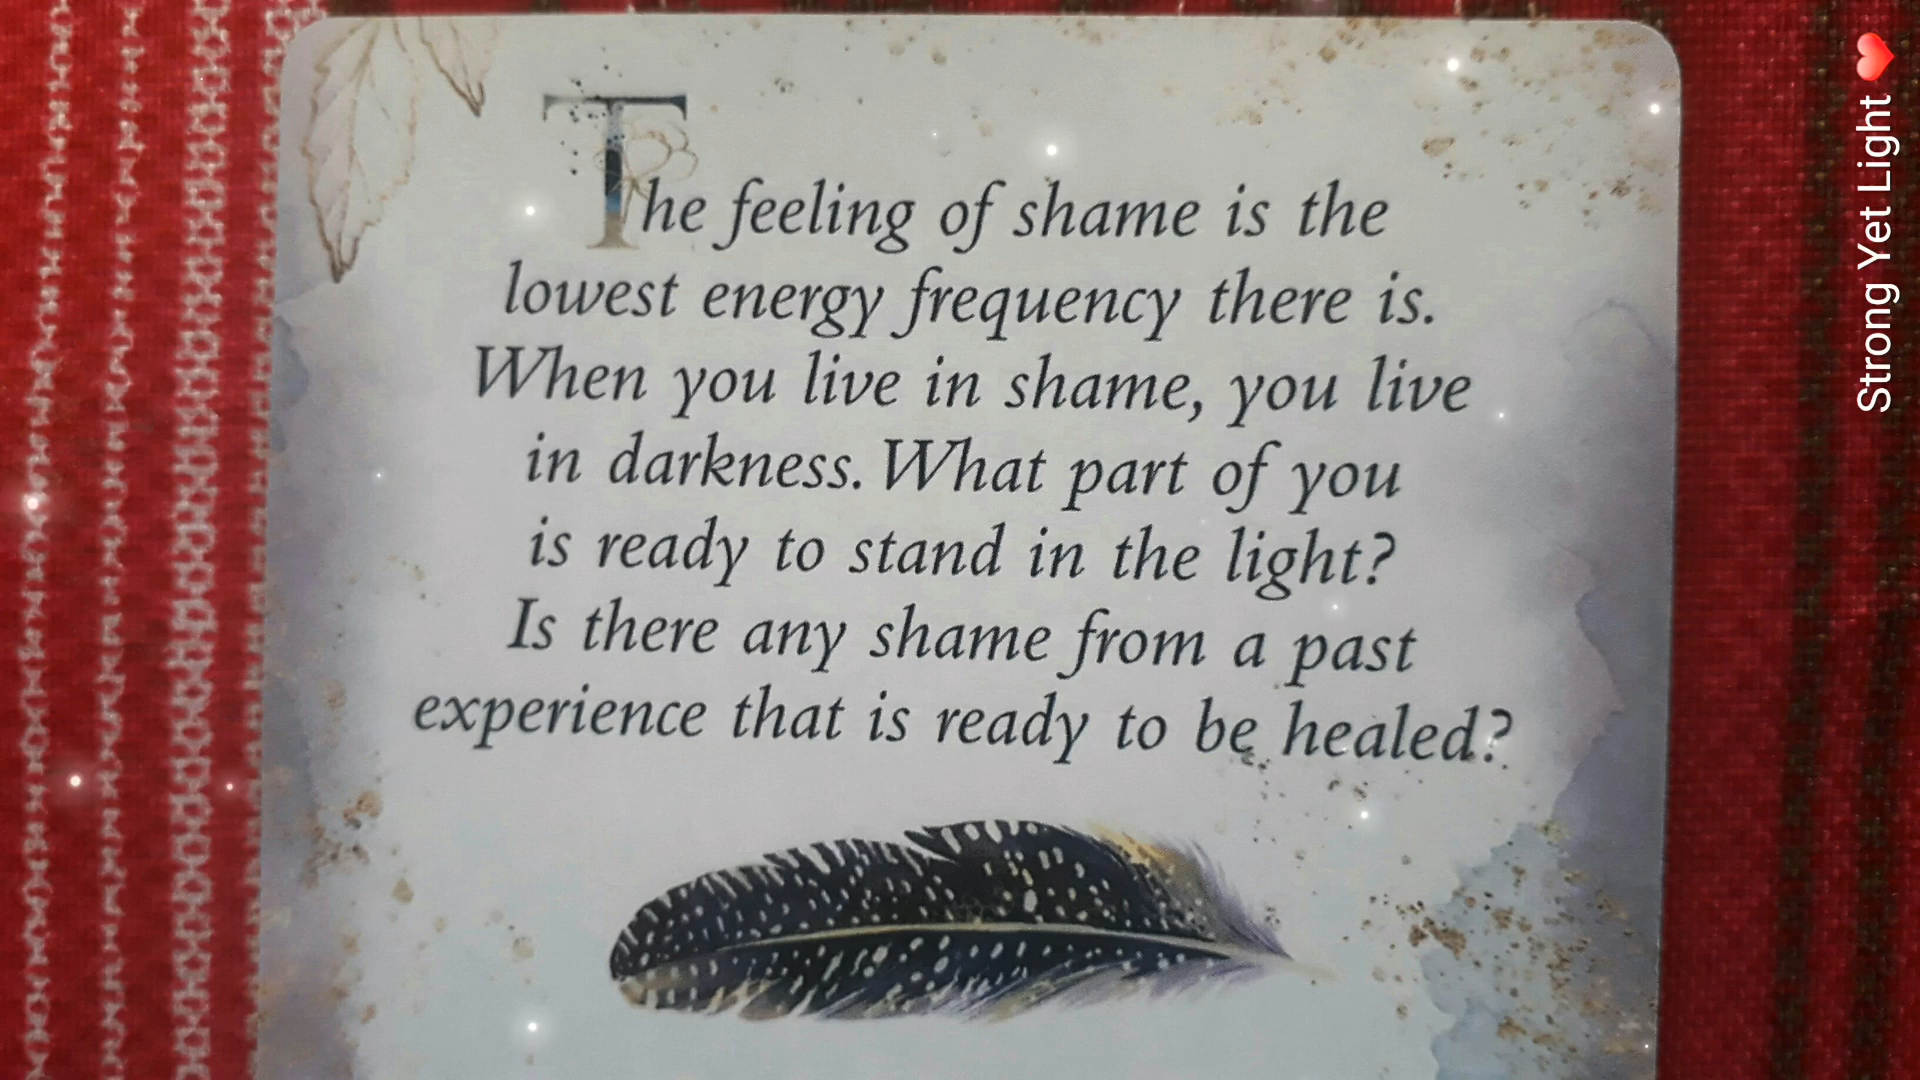 The feeling of shame is the
lowest energy frequency there is.
When you live in shame, you live
in darkness. What part of you
is ready to stand in the light?
Is there any shame from a past
experience that is ready to be healed?
Strong Yet Light ❤